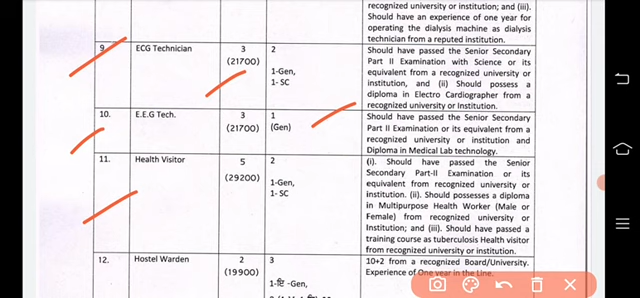 recognized university or institution; and (iii).
Should have an experience of one year for
operating the dialysis machine as dialysis
technician from a reputed institution.
9. ECG Technician 3 2 Should have passed the Senior Secondary
(21700) Part II Examination with Science or its
1-Gen, equivalent from a recognized university or
1- SC institution, and (ii) Should possess a
diploma in Electro Cardiographer from a
recognized university or Institution.
10. E.E.G Tech. 3 1 Should have passed the Senior Secondary
(21700) (Gen) Part II Examination or its equivalent from a
recognized university or institution and
Diploma in Medical Lab technology.
11. Health Visitor 5 2 (i). Should have passed the Senior
Secondary Part-II Examination or its
(29200) 1-Gen, equivalent from recognized university or
1- SC institution. (ii). Should possesses a diploma
in Multipurpose Health Worker (Male or
Female) from recognized university or
Institution; and (iii). Should have passed a
training course as tuberculosis Health visitor
from recognized university or institution.
12. Hostel Warden 2 3 10+2 from a recognized Board/University.
(19900) Experience of One year in the Line.
-Gen,